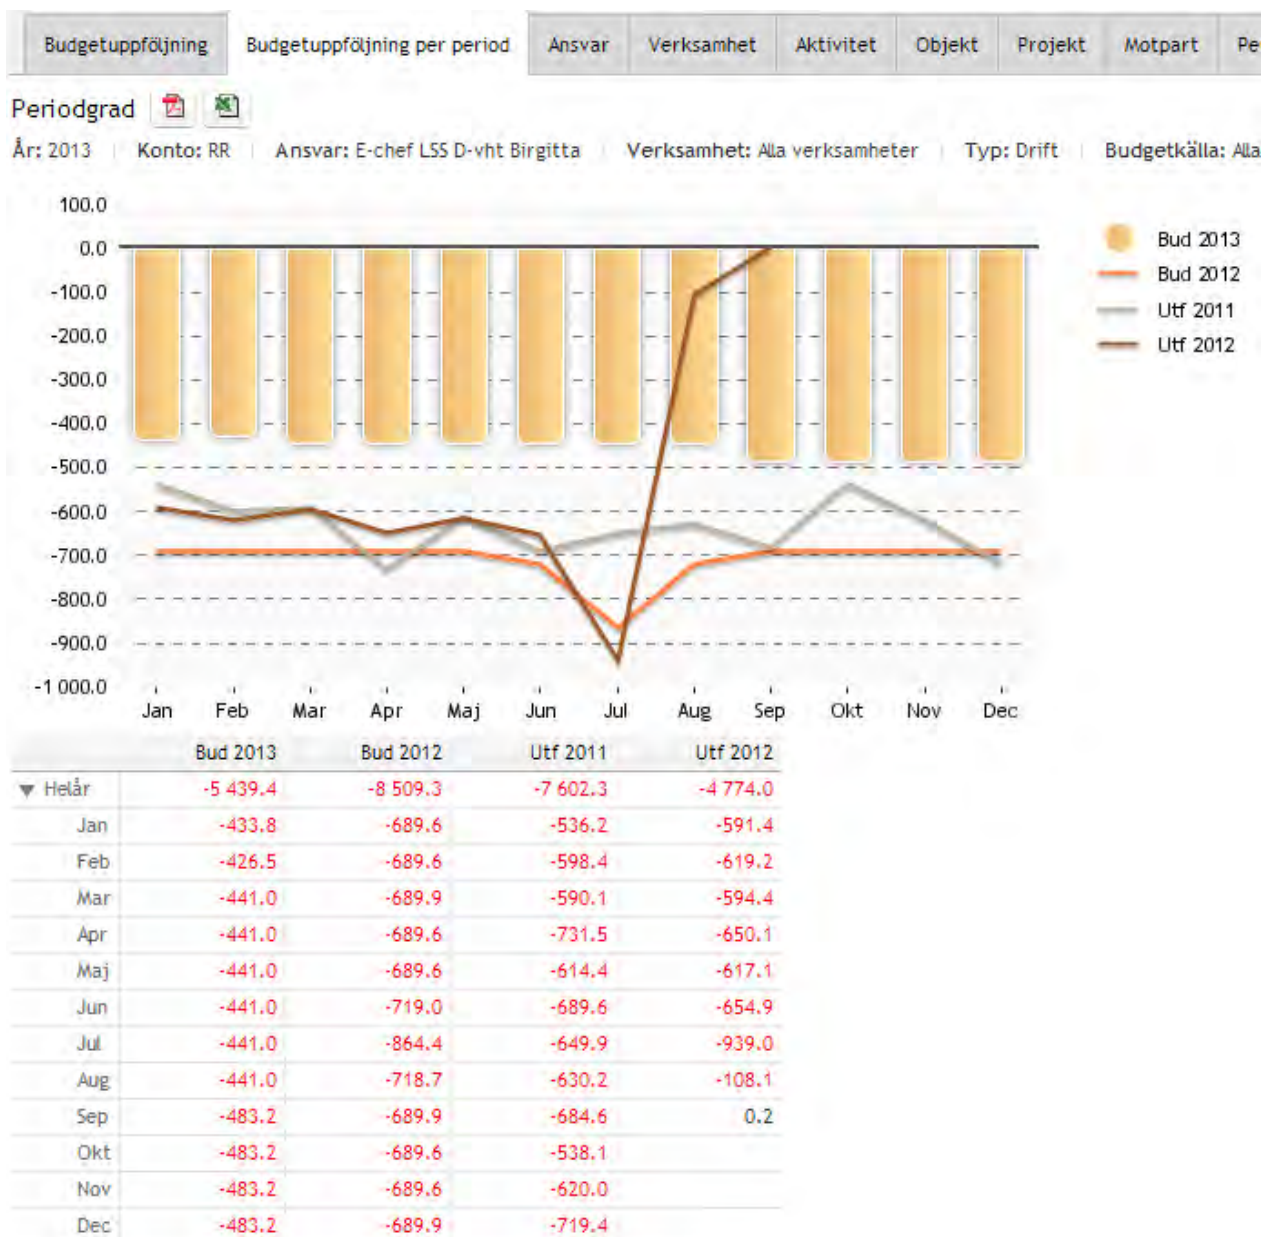 Budgetuppföljning Budgetuppföljning per period Ansvar Verksamhet Aktivitet Objekt Projekt Motpart Pe
Periodgrad
År: 2013 Konto: RR Ansvar: E-chef LSS D-vht Birgitta Verksamhet: Alla verksamheter Typ: Drift Budgetkälla: Alla
100.0
0.0
-100.0
-200.0
-300.0
-400.0
-500.0
-600.0
-700.0
-800.0
-900.0
-1 000.0
Jan Feb Mar Apr Maj Jun Jul Aug Sep Okt Nov Dec
Bud 2013
Bud 2012
Utf 2011
Utf 2012
Bud 2013 Bud 2012 Utf 2011 Utf 2012
Helår -5 439.4 -8 509.3 -7 602.3 -4 774.0
Jan -433.8 -689.6 -536.2 -591.4
Feb -426.5 -689.6 -598.4 -619.2
Mar -441.0 -689.9 -590.1 -594.4
Apr -441.0 -689.6 -731.5 -650.1
Maj -441.0 -689.6 -614.4 -617.1
Jun -441.0 -719.0 -689.6 -654.9
Jul -441.0 -864.4 -649.9 -939.0
Aug -441.0 -718.7 -630.2 -108.1
Sep -483.2 -689.9 -684.6 0.2
Okt -483.2 -689.6 -538.1
Nov -483.2 -689.6 -620.0
Dec -483.2 -689.9 -719.4